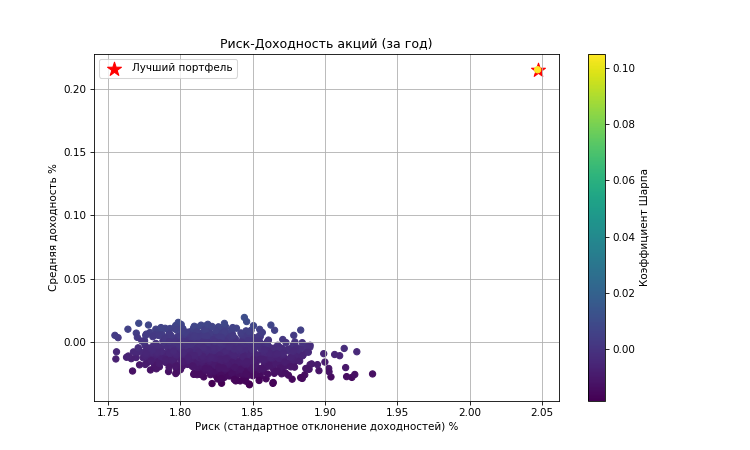 Риск-Доходность акций (за год)
Лучший портфель
Средняя доходность %
0.20
0.15
0.10
0.05
0.00
1.75 1.80 1.85 1.90 1.95 2.00 2.05
Риск (стандартное отклонение доходностей) %
0.10
0.08
0.06
0.04
0.02
0.00
Коэффициент Шарпа